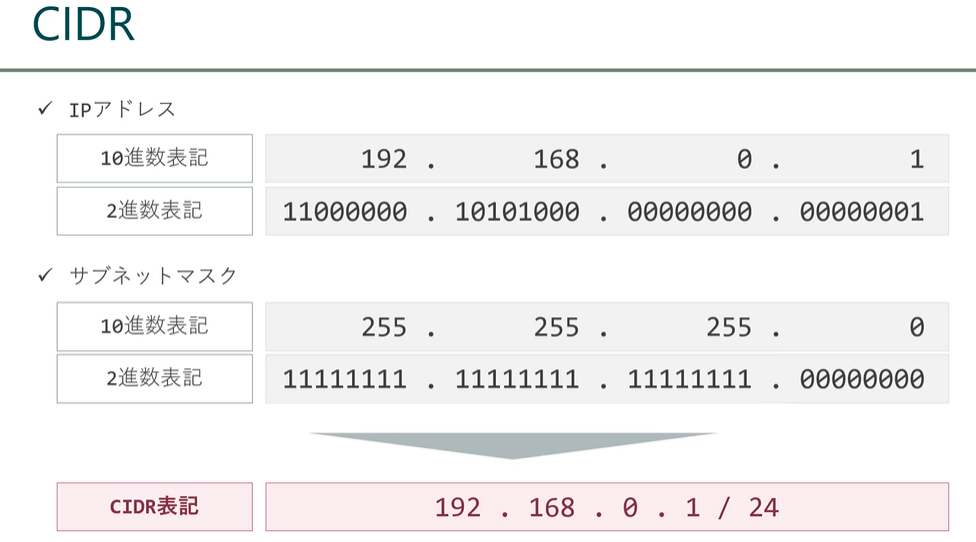 CIDR
✓ IPアドレス
10進数表記 192 . 168 . 0 . 1
2進数表記 11000000 . 10101000 . 00000000 . 00000001
✓ サブネットマスク
10進数表記 255 . 255 . 255 . 0
2進数表記 11111111 . 11111111 . 11111111 . 00000000
CIDR表記 192 . 168 . 0 . 1 / 24